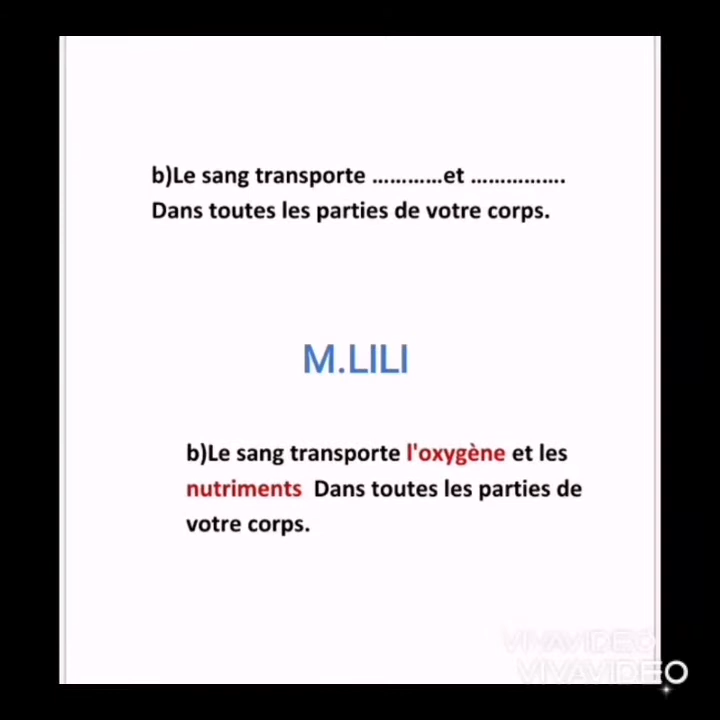 b)Le sang transporte …………et …………….
Dans toutes les parties de votre corps.
M.LILI
b)Le sang transporte l'oxygène et les
nutriments Dans toutes les parties de
votre corps.
VIVAVIDEO
VIVAVIDEO